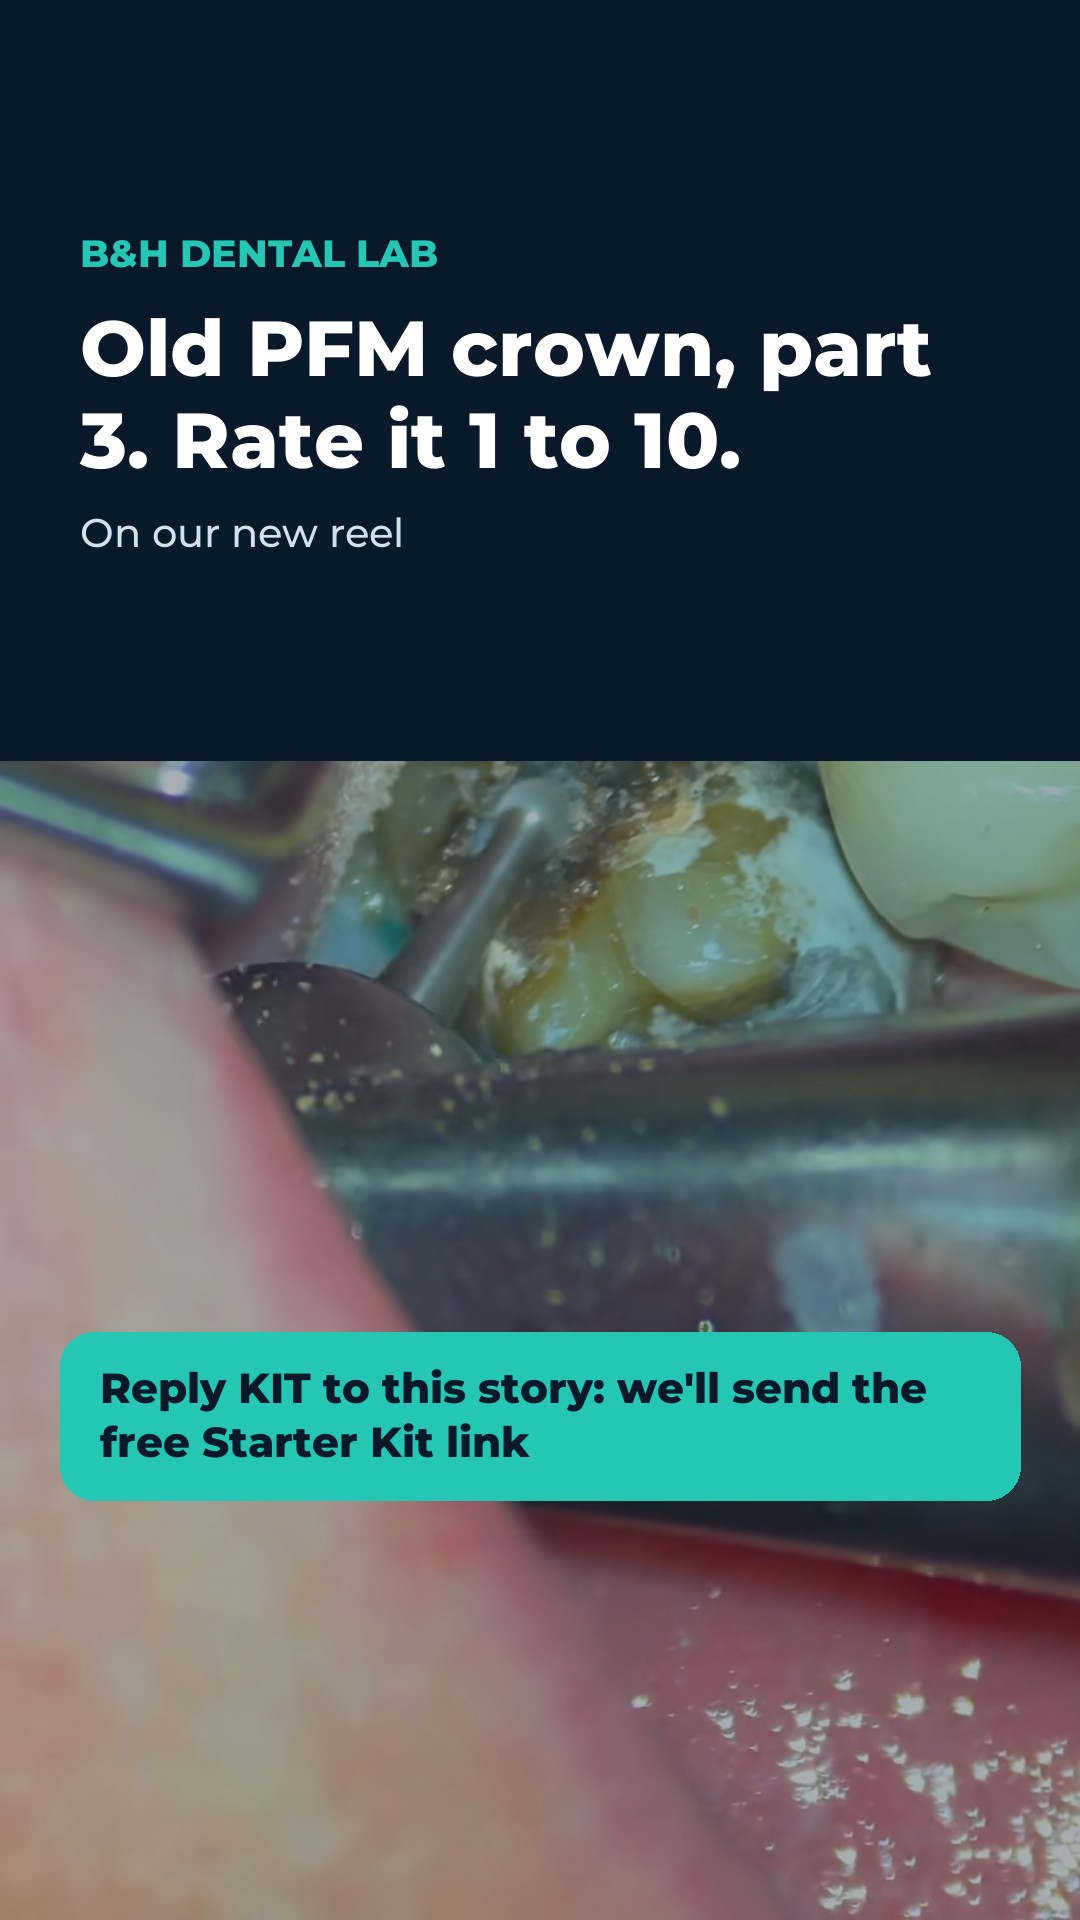 B&H DENTAL LAB
Old PFM crown, part
3. Rate it 1 to 10.
On our new reel
Reply KIT to this story: we'll send the
free Starter Kit link